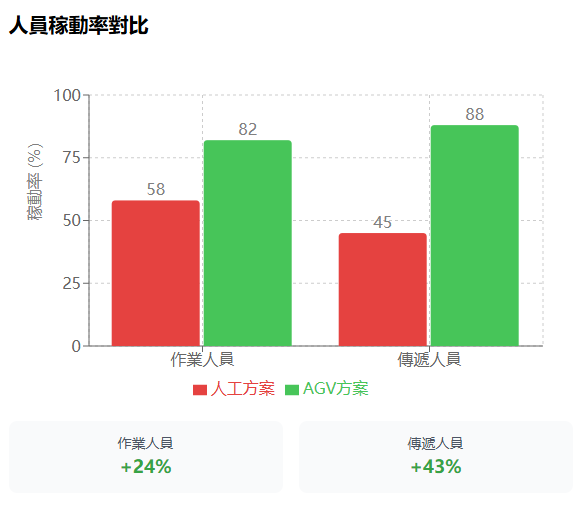 人員稼動率對比
稼動率 (%)
100
75
50
25
0
58
82
45
88
作業人員
傳遞人員
人工方案
AGV方案
作業人員
+24%
傳遞人員
+43%